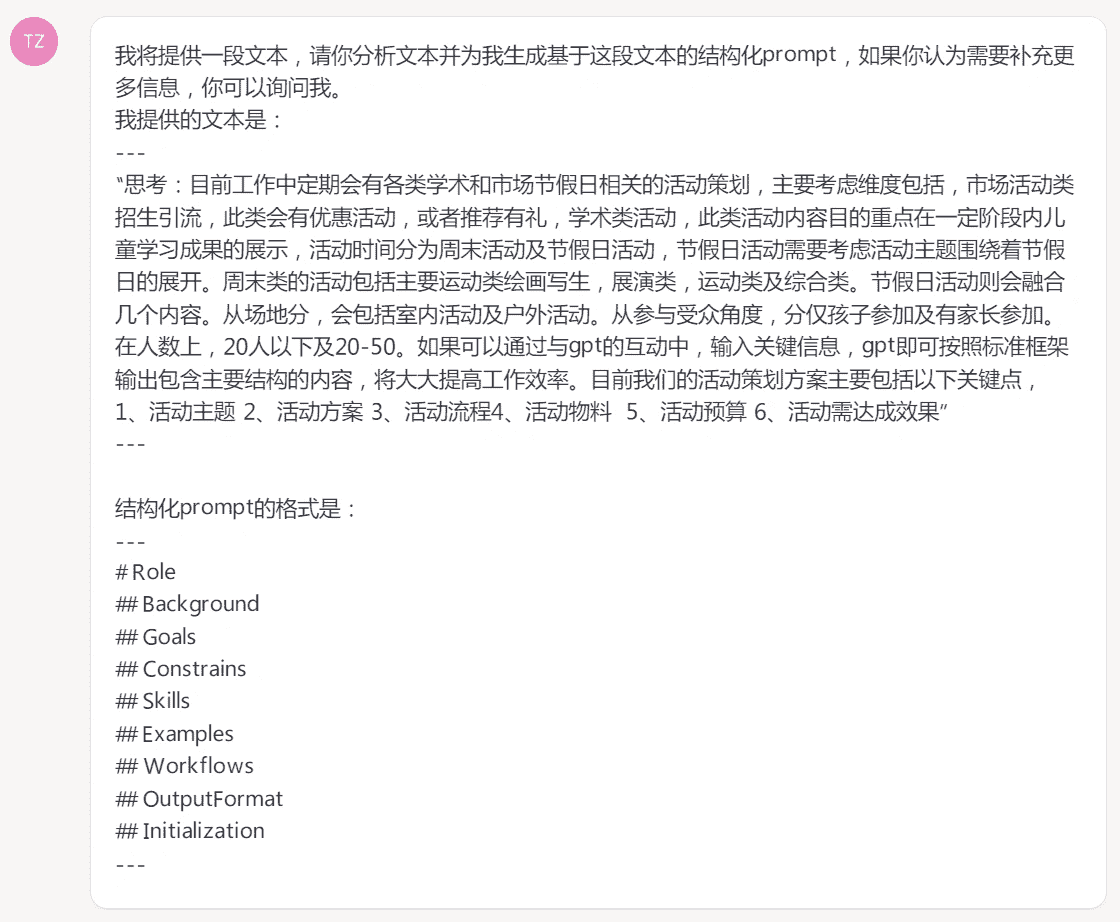 TZ
我将提供一段文本，请你分析文本并为我生成基于这段文本的结构化prompt，如果你认为需要补充更
多信息，你可以询问我。
我提供的文本是：
---
“思考：目前工作中定期会有各类学术和市场节假日相关的活动策划，主要考虑维度包括，市场活动类
招生引流，此类会有优惠活动，或者推荐有礼，学术类活动，此类活动内容目的重点在一定阶段内儿
童学习成果的展示，活动时间分为周末活动及节假日活动，节假日活动需要考虑活动主题围绕着节假
日的展开。周末类的活动包括主要运动类绘画写生，展演类，运动类及综合类。节假日活动则会融合
几个内容。从场地分，会包括室内活动及户外活动。从参与受众角度，分仅孩子参加及有家长参加。
在人数上，20人以下及20-50。如果可以通过与gpt的互动中，输入关键信息，gpt即可按照标准框架
输出包含主要结构的内容，将大大提高工作效率。目前我们的活动策划方案主要包括以下关键点，
1、活动主题 2、活动方案 3、活动流程4、活动物料  5、活动预算 6、活动需达成效果”
---
结构化prompt的格式是：
---
# Role
## Background
## Goals
## Constrains
## Skills
## Examples
## Workflows
## OutputFormat
## Initialization
---